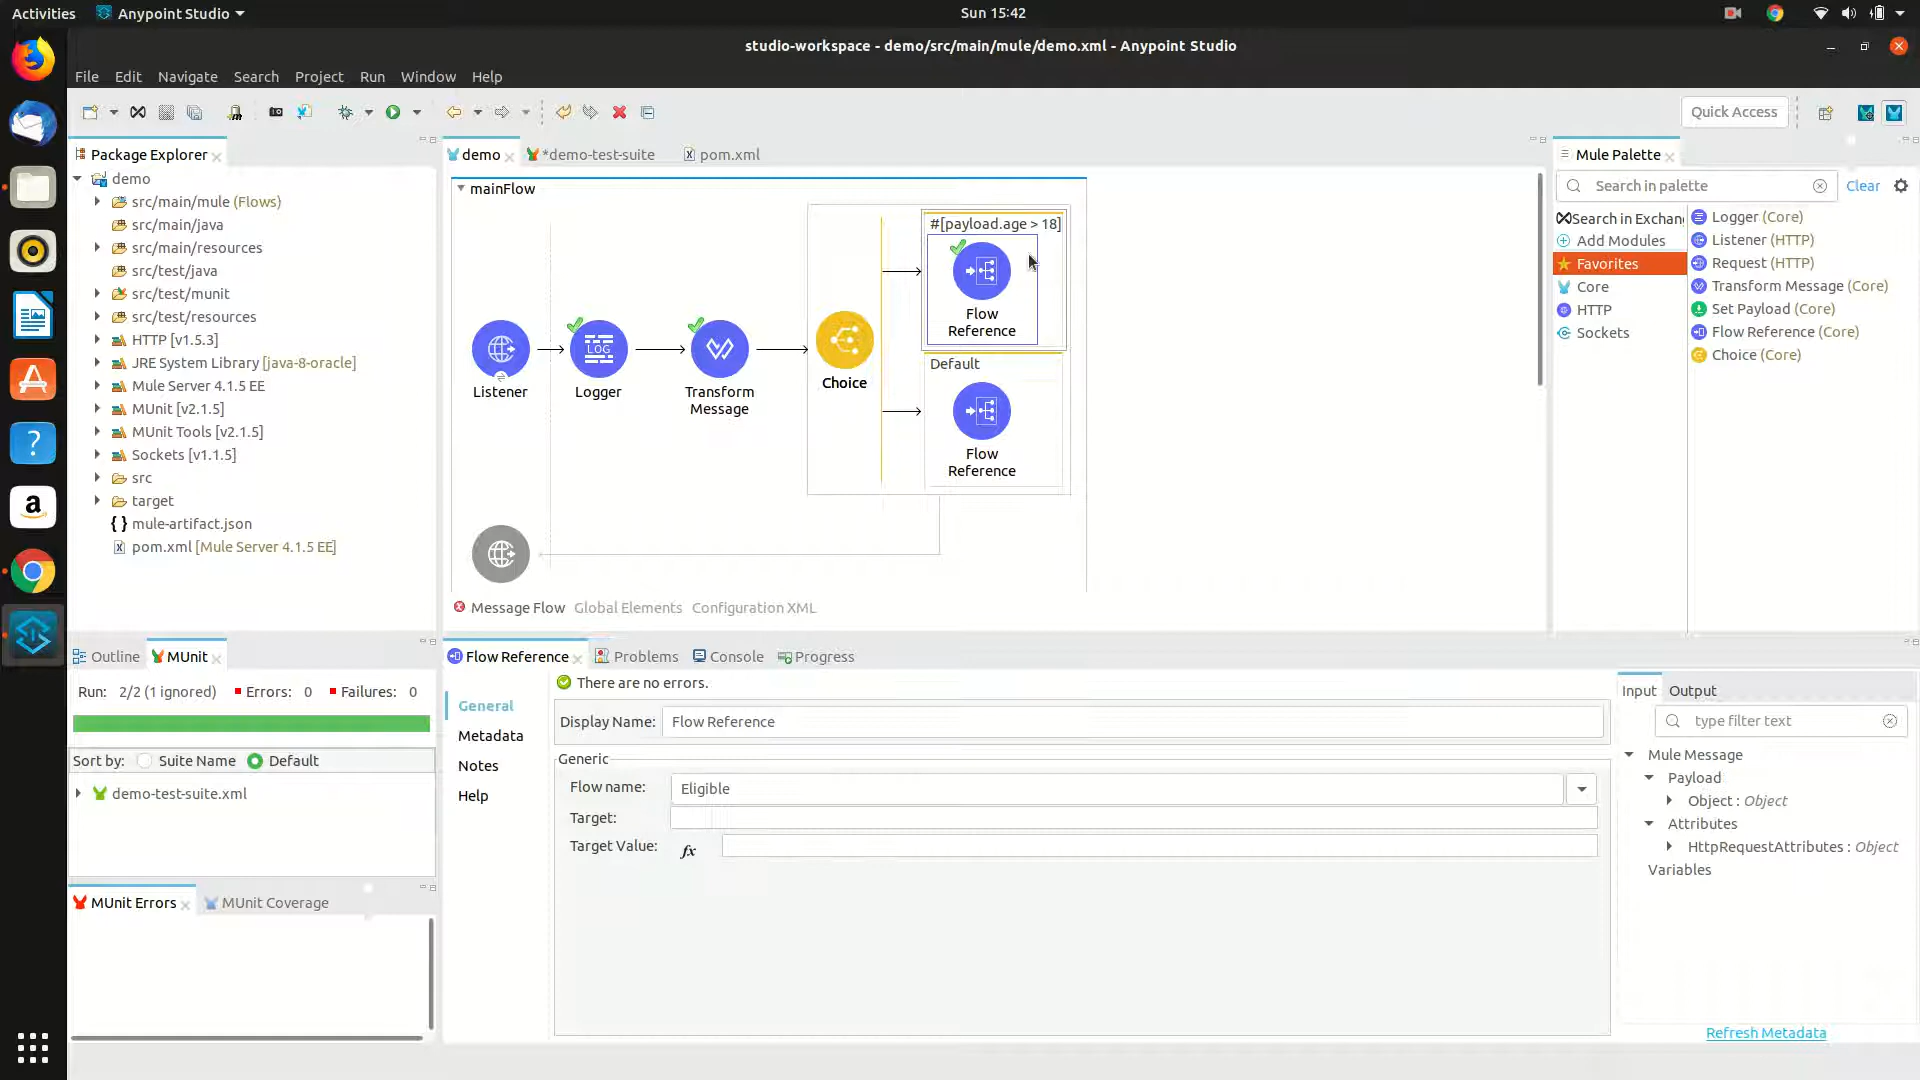 Activities
Anypoint Studio
Sun 15:42
studio-workspace - demo/src/main/mule/demo.xml - Anypoint Studio
File Edit Navigate Search Project Run Window Help
Quick Access
Package Explorer
demo
src/main/mule (Flows)
src/main/java
src/main/resources
src/test/java
src/test/munit
src/test/resources
HTTP [v1.5.3]
JRE System Library [java-8-oracle]
Mule Server 4.1.5 EE
MUnit [v2.1.5]
MUnit Tools [v2.1.5]
Sockets [v1.1.5]
src
target
mule-artifact.json
pom.xml [Mule Server 4.1.5 EE]
demo
*demo-test-suite
pom.xml
mainFlow
#[payload.age > 18]
Flow
Reference
Default
Flow
Reference
Listener
LOG
Logger
Transform
Message
Choice
Message Flow Global Elements Configuration XML
Mule Palette
Search in palette
Clear
Search in Exchan
Add Modules
Favorites
Core
HTTP
Sockets
Logger (Core)
Listener (HTTP)
Request (HTTP)
Transform Message (Core)
Set Payload (Core)
Flow Reference (Core)
Choice (Core)
Outline
MUnit
Run: 2/2 (1 ignored) Errors: 0 Failures: 0
Sort by: Suite Name Default
demo-test-suite.xml
MUnit Errors
MUnit Coverage
Flow Reference
Problems
Console
Progress
There are no errors.
General
Metadata
Notes
Help
Display Name: Flow Reference
Generic
Flow name: Eligible
Target:
Target Value: fx
Input
Output
type filter text
Mule Message
Payload
Object : Object
Attributes
HttpRequestAttributes : Object
Variables
Refresh Metadata